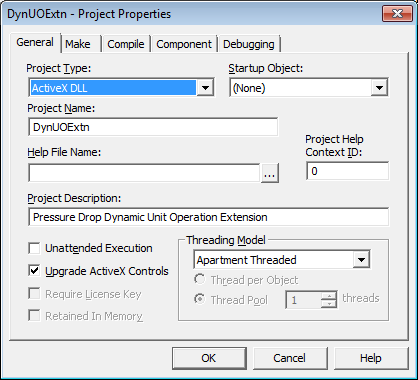 DynUOExtn - Project Properties
General Make Compile Component Debugging
Project Type: Startup Object:
ActiveX DLL (None)
Project Name:
DynUOExtn
Help File Name: Project Help Context ID:
... 0
Project Description:
Pressure Drop Dynamic Unit Operation Extension
Unattended Execution
Upgrade ActiveX Controls
Require License Key
Retained In Memory
Threading Model
Apartment Threaded
Thread per Object
Thread Pool 1 threads
OK Cancel Help